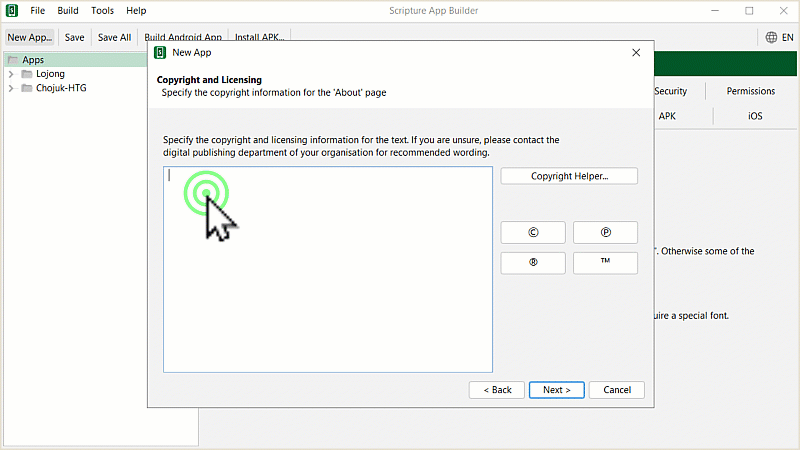 File Build Tools Help Scripture App Builder
New App... Save Save All Build Android App Install APK... EN
Apps
Lojong
Chojuk-HTG
New App
Copyright and Licensing
Specify the copyright information for the 'About' page
Specify the copyright and licensing information for the text. If you are unsure, please contact the
digital publishing department of your organisation for recommended wording.
Copyright Helper...
© ℗
® ™
< Back Next > Cancel
Security Permissions
APK iOS
". Otherwise some of the
uire a special font.